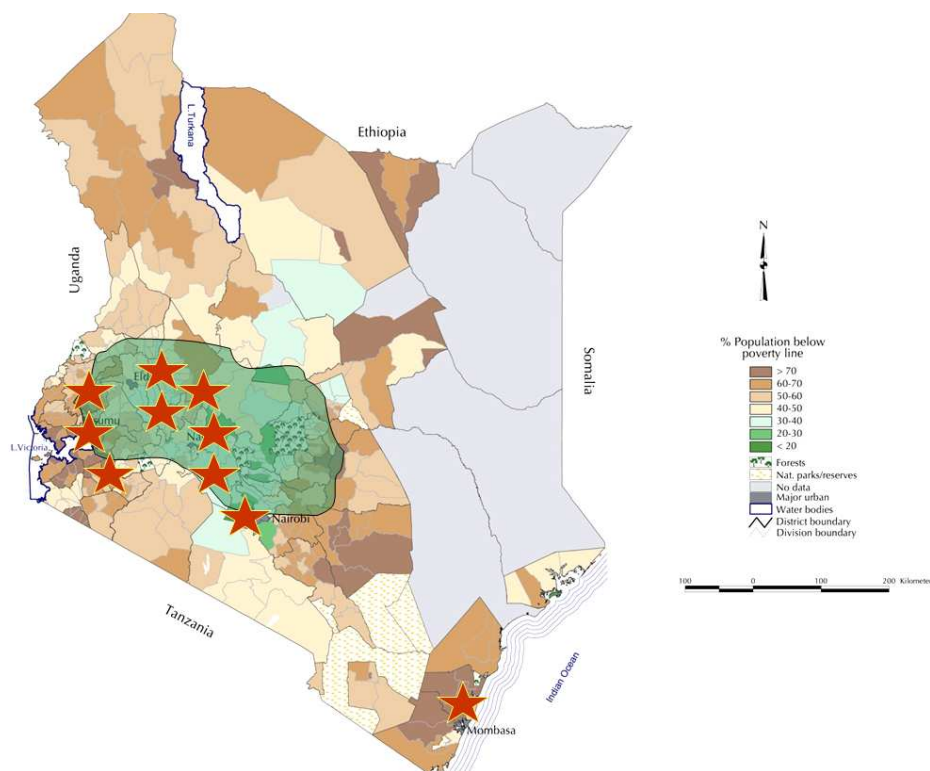 Ethiopia
L.Turkana
Uganda
N
Somalia
% Population below
poverty line
> 70
60-70
50-60
40-50
30-40
20-30
< 20
Forests
Nat. parks/reserves
No data
Major urban
Water bodies
District boundary
Division boundary
L.Victoria
Nairobi
100 0 100 200 Kilometer
Tanzania
Indian Ocean
Mombasa